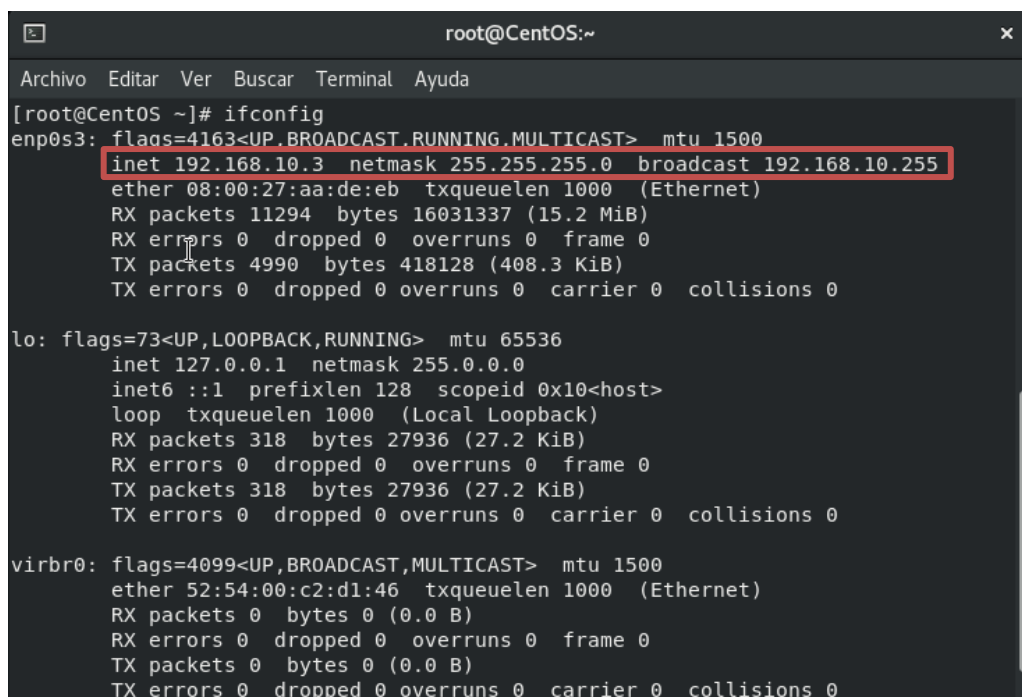 root@CentOS:~
Archivo Editar Ver Buscar Terminal Ayuda
[root@CentOS ~]# ifconfig
enp0s3: flags=4163<UP,BROADCAST,RUNNING,MULTICAST>  mtu 1500
inet 192.168.10.3  netmask 255.255.255.0  broadcast 192.168.10.255
ether 08:00:27:aa:de:eb  txqueuelen 1000  (Ethernet)
RX packets 11294  bytes 16031337 (15.2 MiB)
RX errors 0  dropped 0  overruns 0  frame 0
TX packets 4990  bytes 418128 (408.3 KiB)
TX errors 0  dropped 0 overruns 0  carrier 0  collisions 0
lo: flags=73<UP,LOOPBACK,RUNNING>  mtu 65536
inet 127.0.0.1  netmask 255.0.0.0
inet6 ::1  prefixlen 128  scopeid 0x10<host>
loop  txqueuelen 1000  (Local Loopback)
RX packets 318  bytes 27936 (27.2 KiB)
RX errors 0  dropped 0  overruns 0  frame 0
TX packets 318  bytes 27936 (27.2 KiB)
TX errors 0  dropped 0 overruns 0  carrier 0  collisions 0
virbr0: flags=4099<UP,BROADCAST,MULTICAST>  mtu 1500
ether 52:54:00:c2:d1:46  txqueuelen 1000  (Ethernet)
RX packets 0  bytes 0 (0.0 B)
RX errors 0  dropped 0  overruns 0  frame 0
TX packets 0  bytes 0 (0.0 B)
TX errors 0  dropped 0 overruns 0  carrier 0  collisions 0